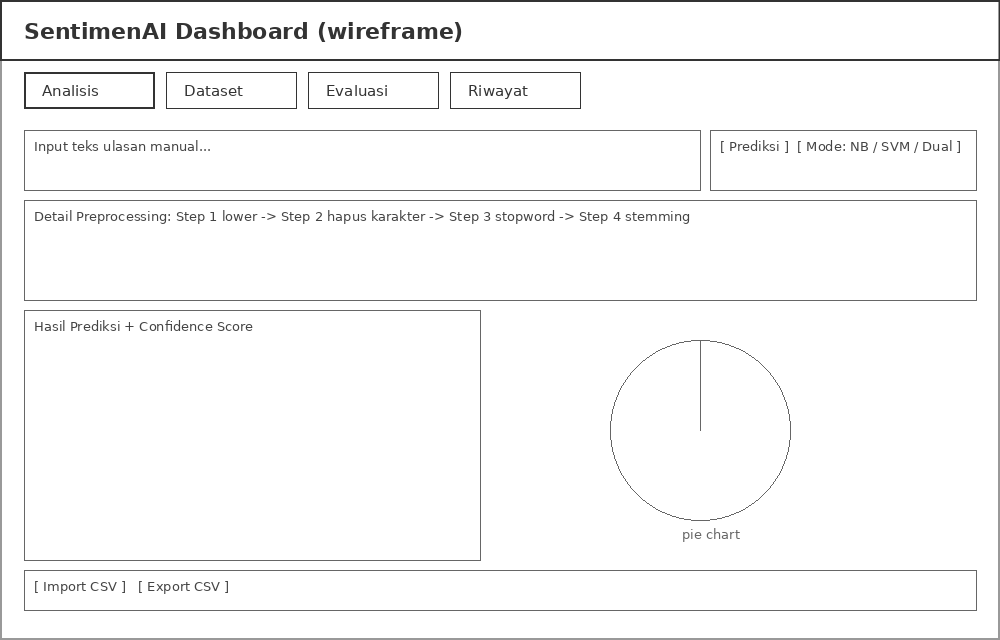 SentimenAI Dashboard (wireframe)
Analisis
Dataset
Evaluasi
Riwayat
Input teks ulasan manual...
[ Prediksi ]  [ Mode: NB / SVM / Dual ]
Detail Preprocessing: Step 1 lower -> Step 2 hapus karakter -> Step 3 stopword -> Step 4 stemming
Hasil Prediksi + Confidence Score
pie chart
[ Import CSV ]   [ Export CSV ]